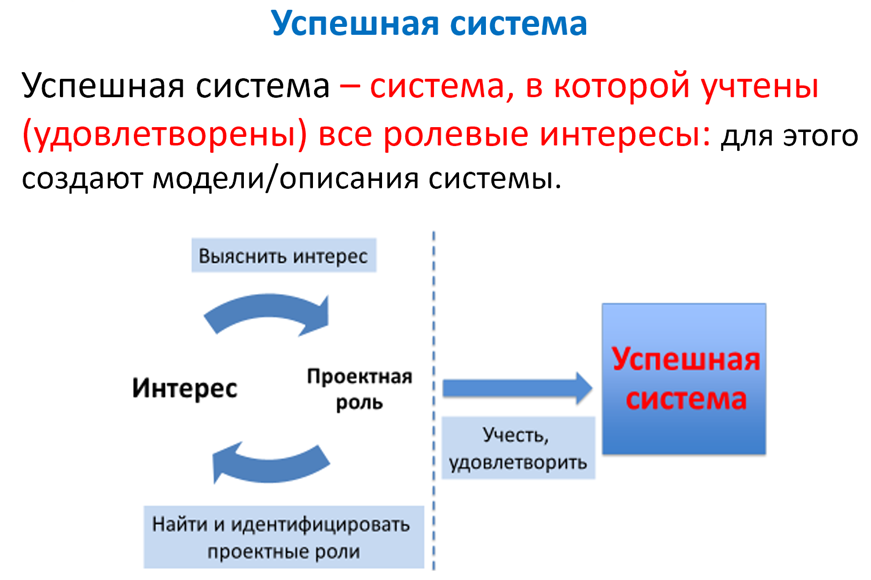 Успешная система
Успешная система – система, в которой учтены
(удовлетворены) все ролевые интересы: для этого
создают модели/описания системы.
Выяснить интерес
Интерес
Проектная
роль
Найти и идентифицировать
проектные роли
Учесть,
удовлетворить
Успешная
система